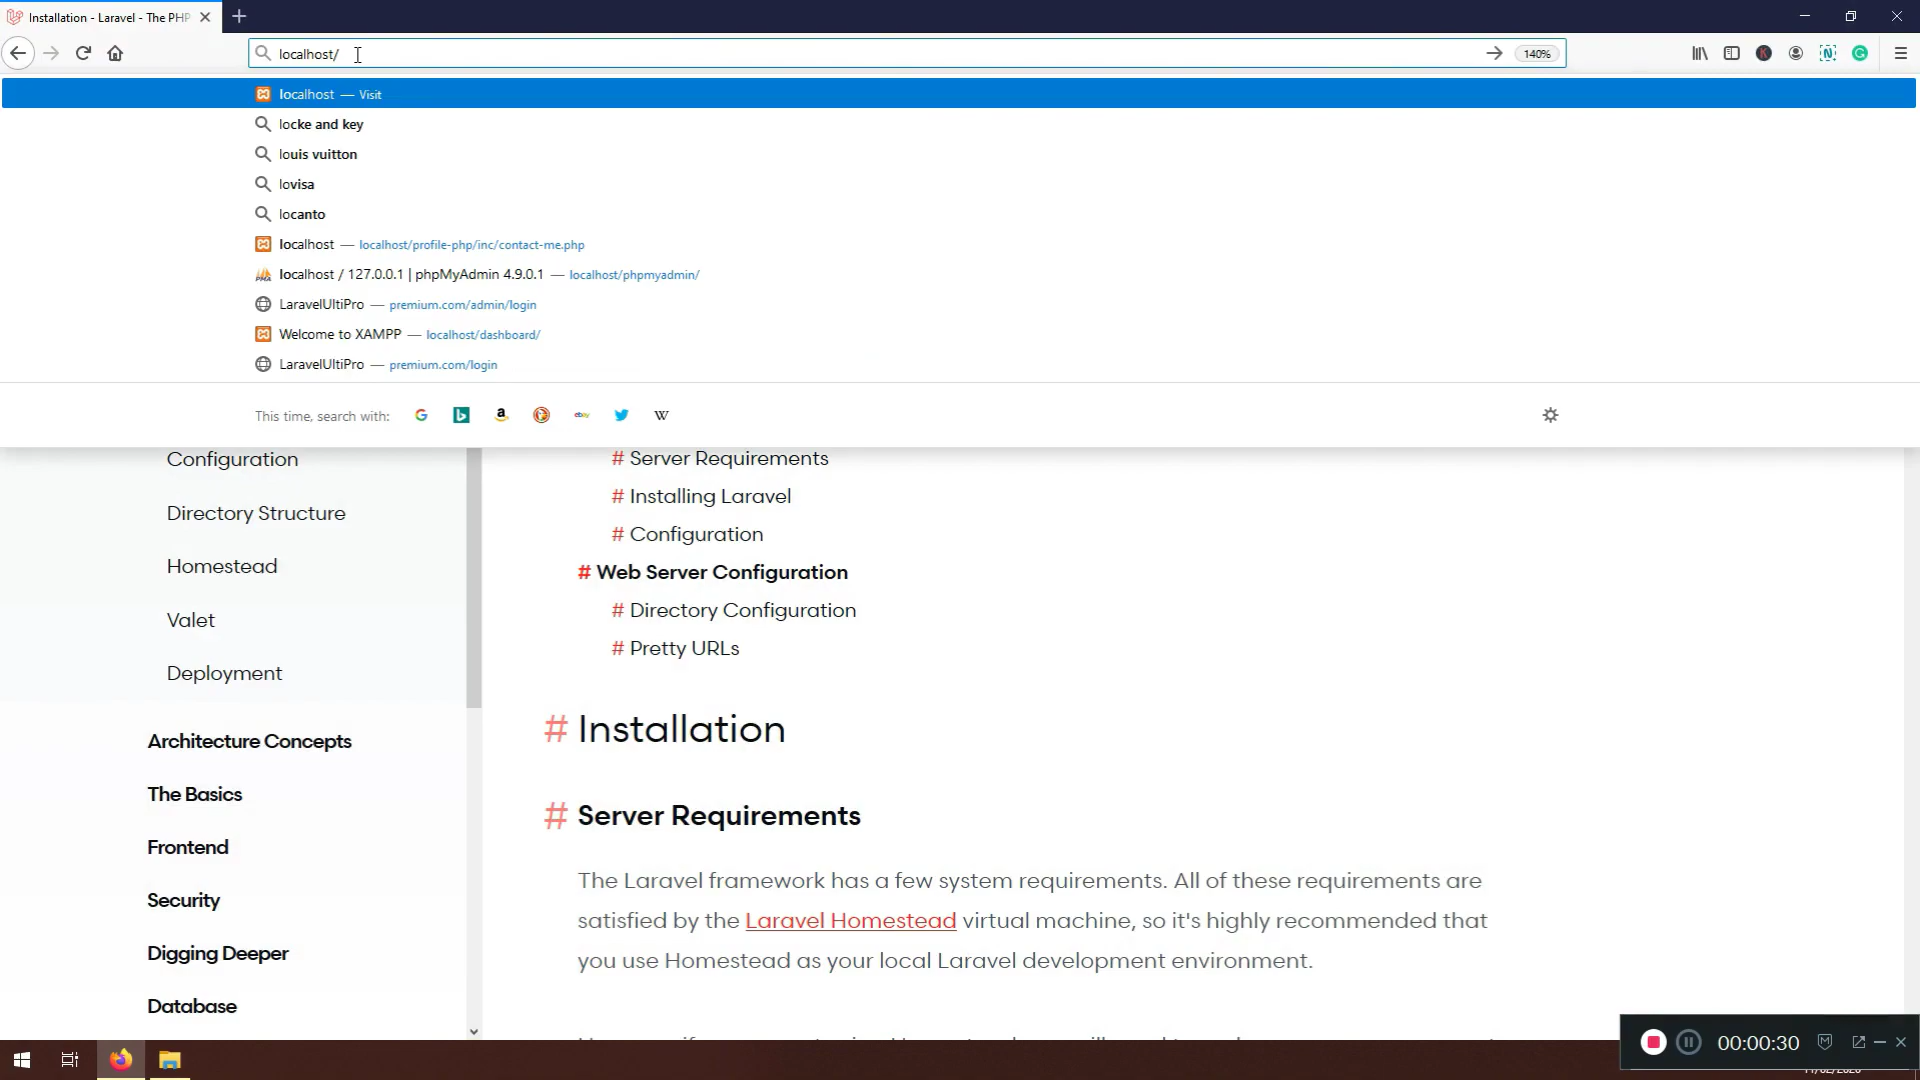 Installation - Laravel - The PHP
localhost/
140%
localhost — Visit
locke and key
louis vuitton
lovisa
locanto
localhost — localhost/profile-php/inc/contact-me.php
localhost / 127.0.0.1 | phpMyAdmin 4.9.0.1 — localhost/phpmyadmin/
LaravelUltiPro — premium.com/admin/login
Welcome to XAMPP — localhost/dashboard/
LaravelUltiPro — premium.com/login
This time, search with:
Configuration
Directory Structure
Homestead
Valet
Deployment
Architecture Concepts
The Basics
Frontend
Security
Digging Deeper
Database
# Server Requirements
# Installing Laravel
# Configuration
# Web Server Configuration
# Directory Configuration
# Pretty URLs
# Installation
# Server Requirements
The Laravel framework has a few system requirements. All of these requirements are
satisfied by the Laravel Homestead virtual machine, so it's highly recommended that
you use Homestead as your local Laravel development environment.
00:00:30